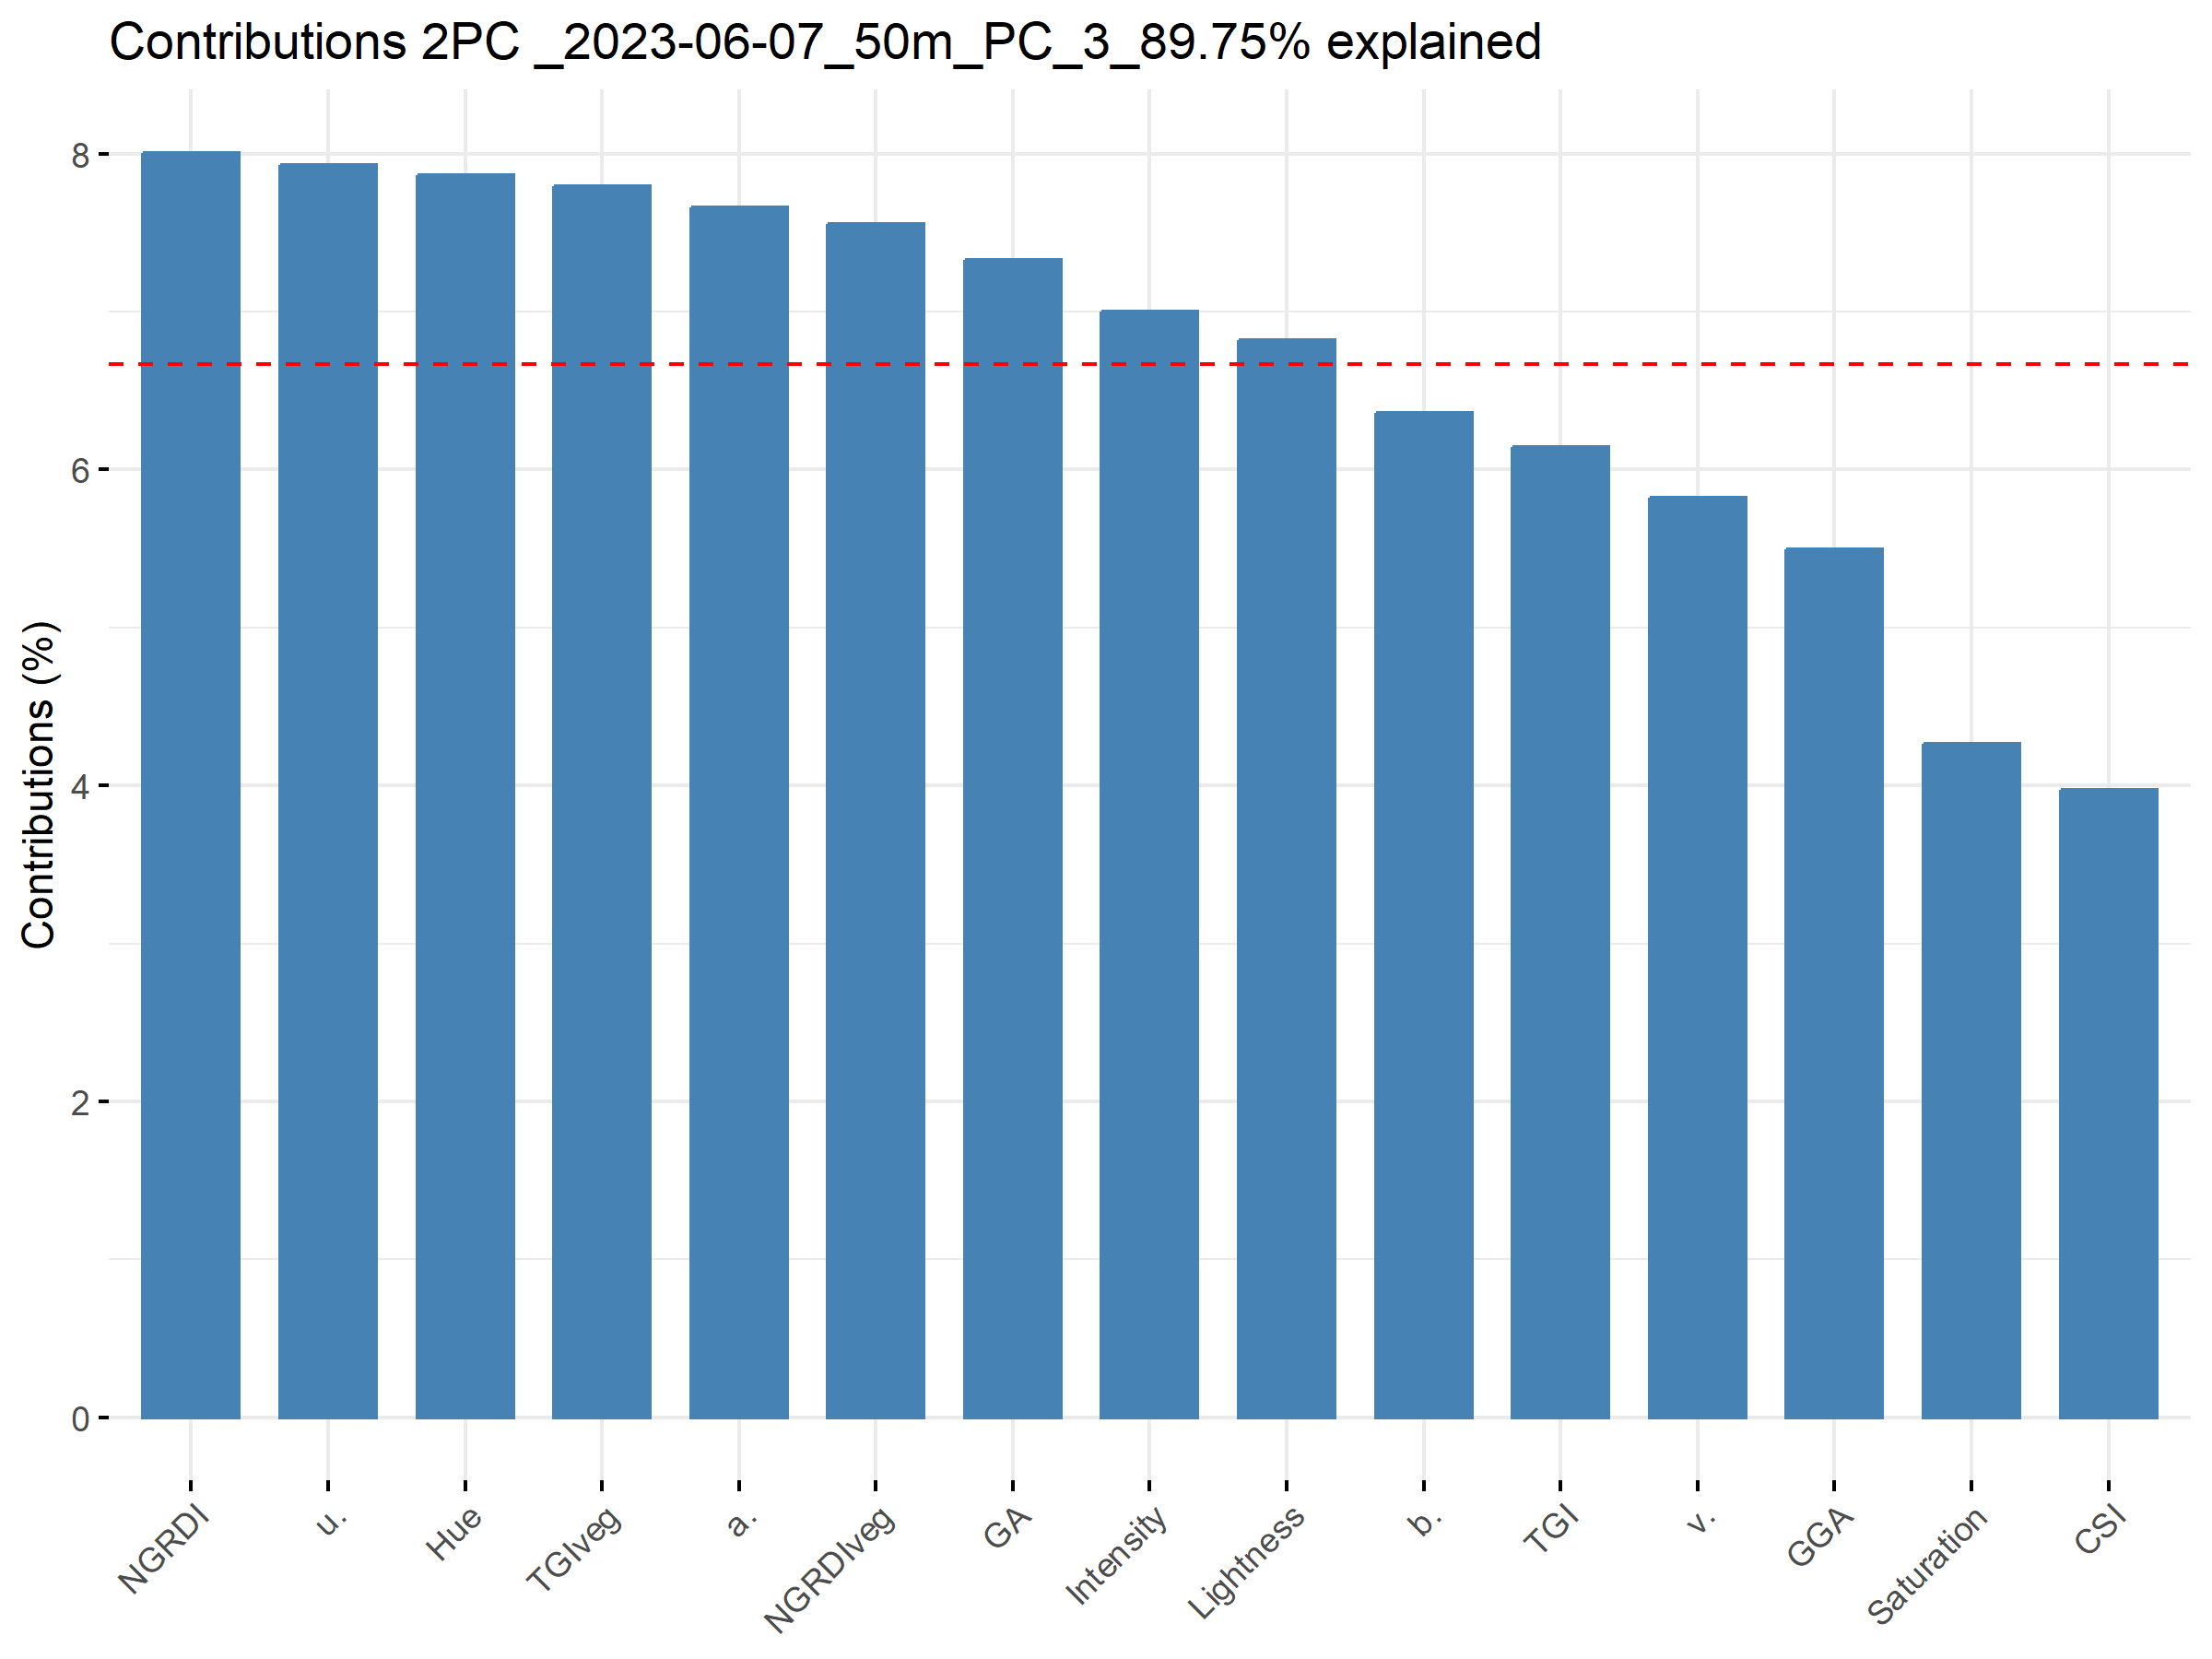 Contributions 2PC _2023-06-07_50m_PC_3_89.75% explained
Contributions (%)
8
6
4
2
0
NGRDI
u.
Hue
TGIveg
a.
NGRDIveg
GA
Intensity
Lightness
b.
TGI
v.
GGA
Saturation
CSI